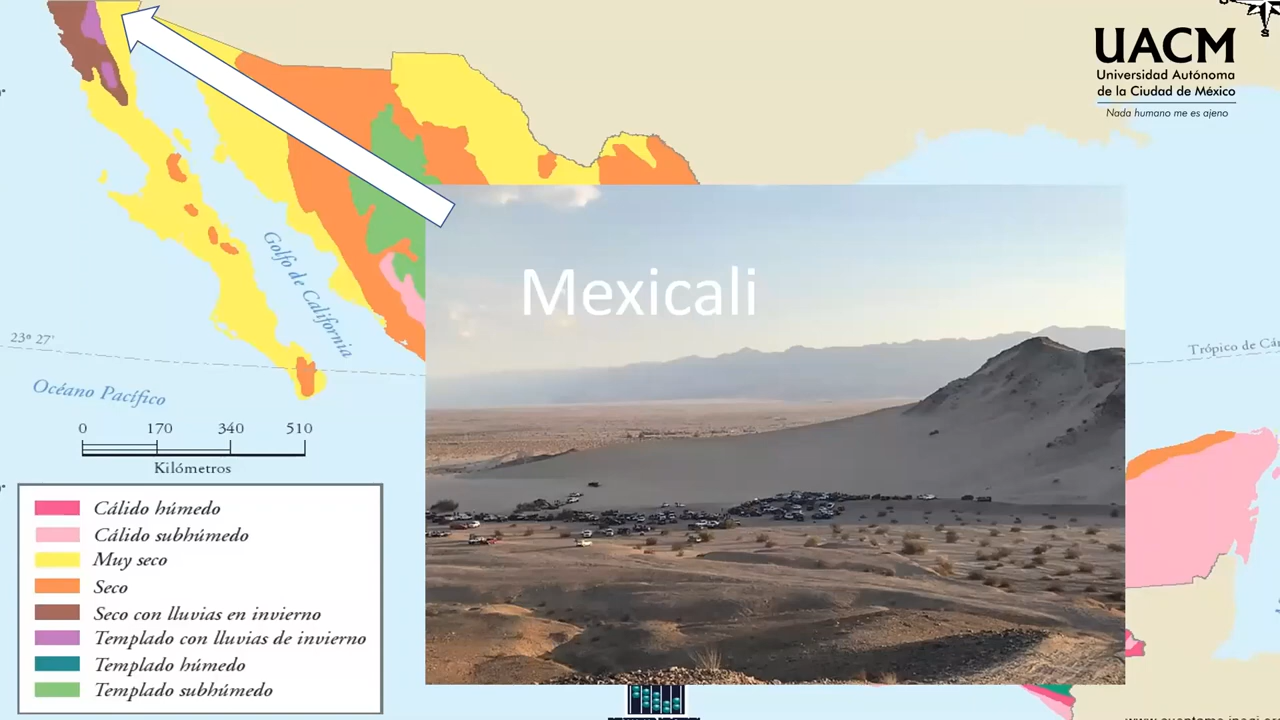 S
UACM
Universidad Autónoma
de la Ciudad de México
Nada humano me es ajeno
Golfo de California
Mexicali
23º 27'
Océano Pacífico
0 170 340 510
Kilómetros
Cálido húmedo
Cálido subhúmedo
Muy seco
Seco
Seco con lluvias en invierno
Templado con lluvias de invierno
Templado húmedo
Templado subhúmedo
Trópico de